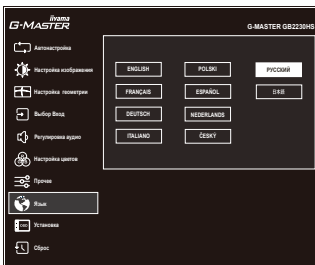 iiyama
G-MASTER
G-MASTER GB2230HS
Автонастройка
Настройка изображения
Настройка геометрии
Выбор Вход
Регулировка аудио
Настройка цветов
Прочее
Язык
OSD
Установка
Сброс
ENGLISH
POLSKI
РУССКИЙ
FRANÇAIS
ESPAÑOL
日本語
DEUTSCH
NEDERLANDS
ITALIANO
ČESKÝ